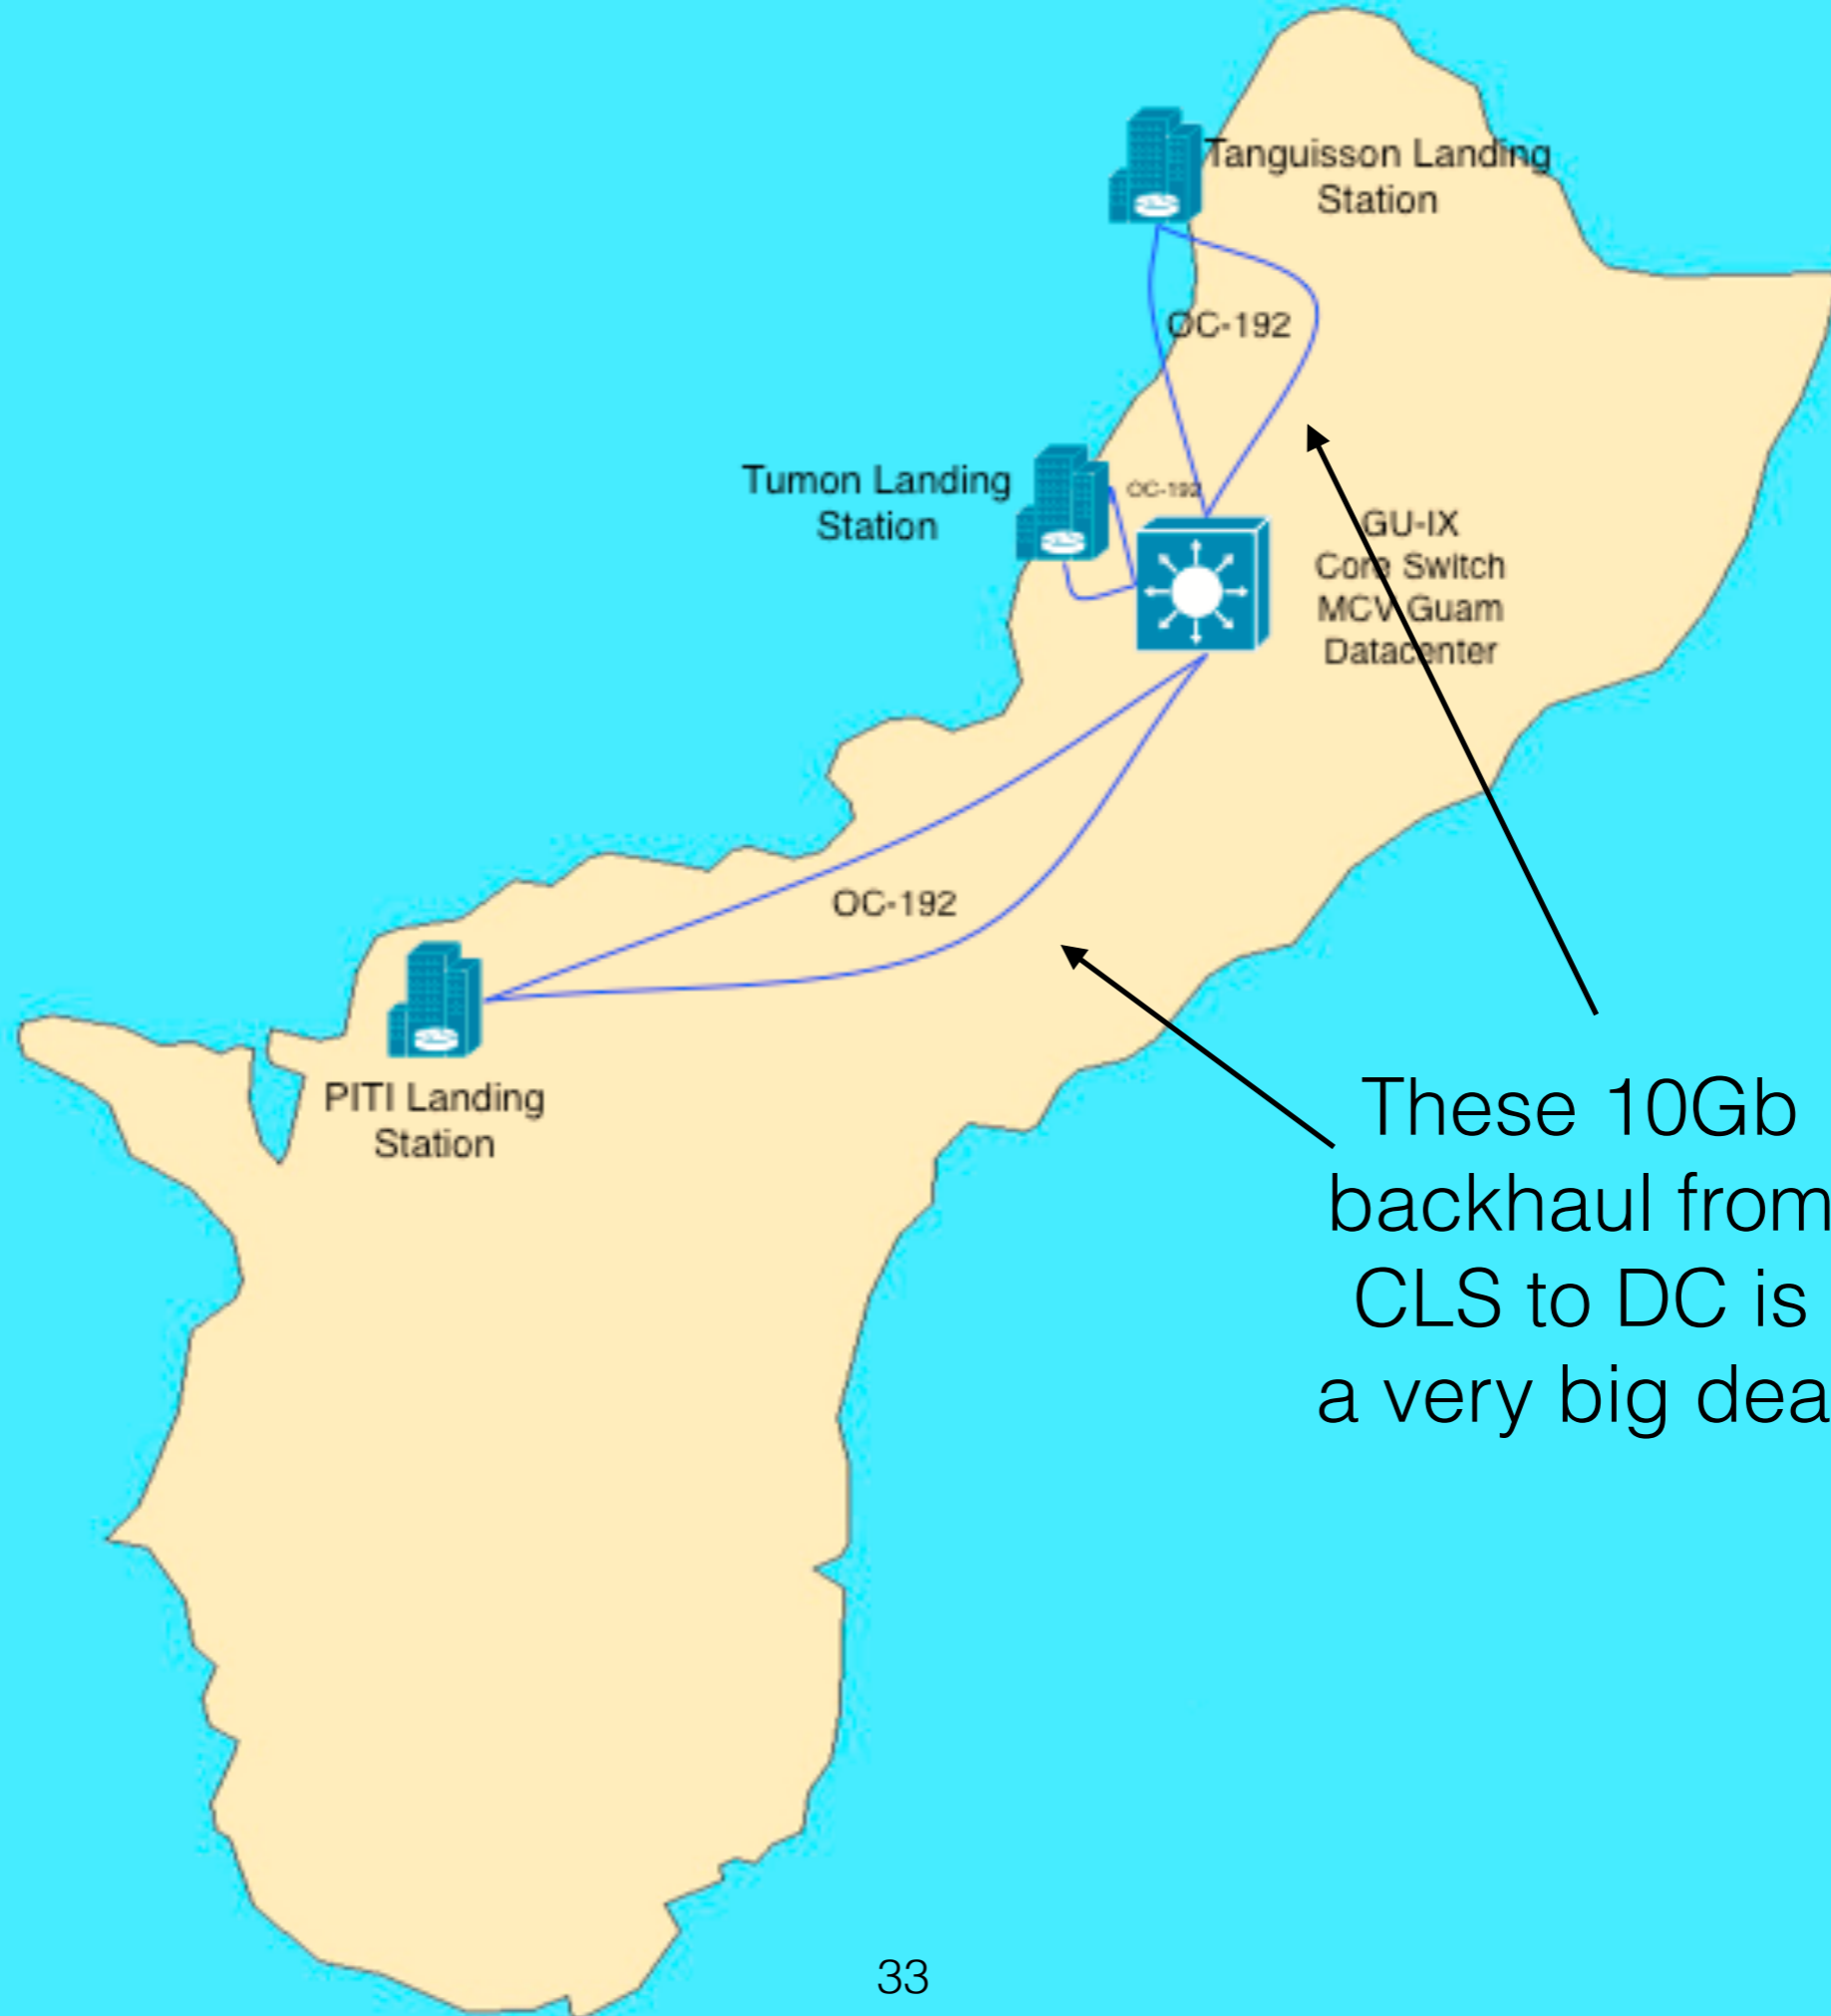 Tanguisson Landing
Station
OC-192
Tumon Landing
Station
OC-192
GU-IX
Core Switch
MCV Guam
Datacenter
OC-192
PITI Landing
Station
These 10Gb
backhaul from
CLS to DC is
a very big dea
33